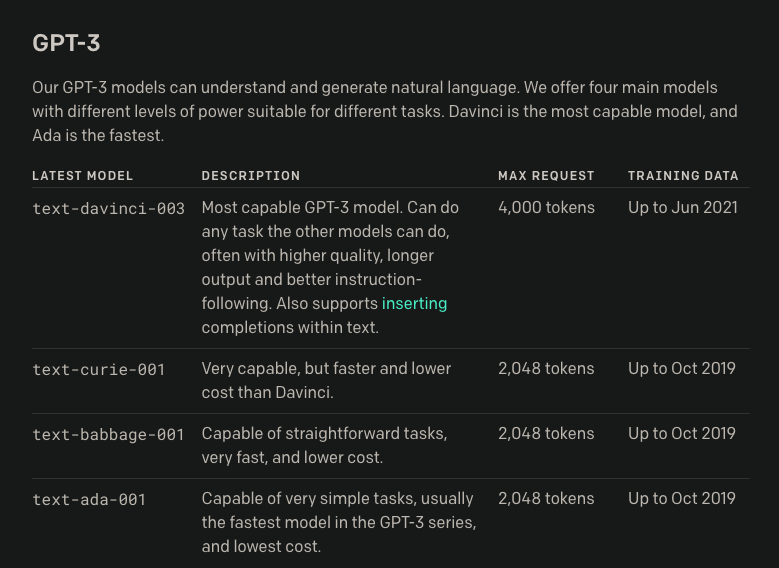 GPT-3
Our GPT-3 models can understand and generate natural language. We offer four main models
with different levels of power suitable for different tasks. Davinci is the most capable model, and
Ada is the fastest.
LATEST MODEL DESCRIPTION MAX REQUEST TRAINING DATA
text-davinci-003 Most capable GPT-3 model. Can do 4,000 tokens Up to Jun 2021
any task the other models can do,
often with higher quality, longer
output and better instruction-
following. Also supports inserting
completions within text.
text-curie-001 Very capable, but faster and lower 2,048 tokens Up to Oct 2019
cost than Davinci.
text-babbage-001 Capable of straightforward tasks, 2,048 tokens Up to Oct 2019
very fast, and lower cost.
text-ada-001 Capable of very simple tasks, usually 2,048 tokens Up to Oct 2019
the fastest model in the GPT-3 series,
and lowest cost.